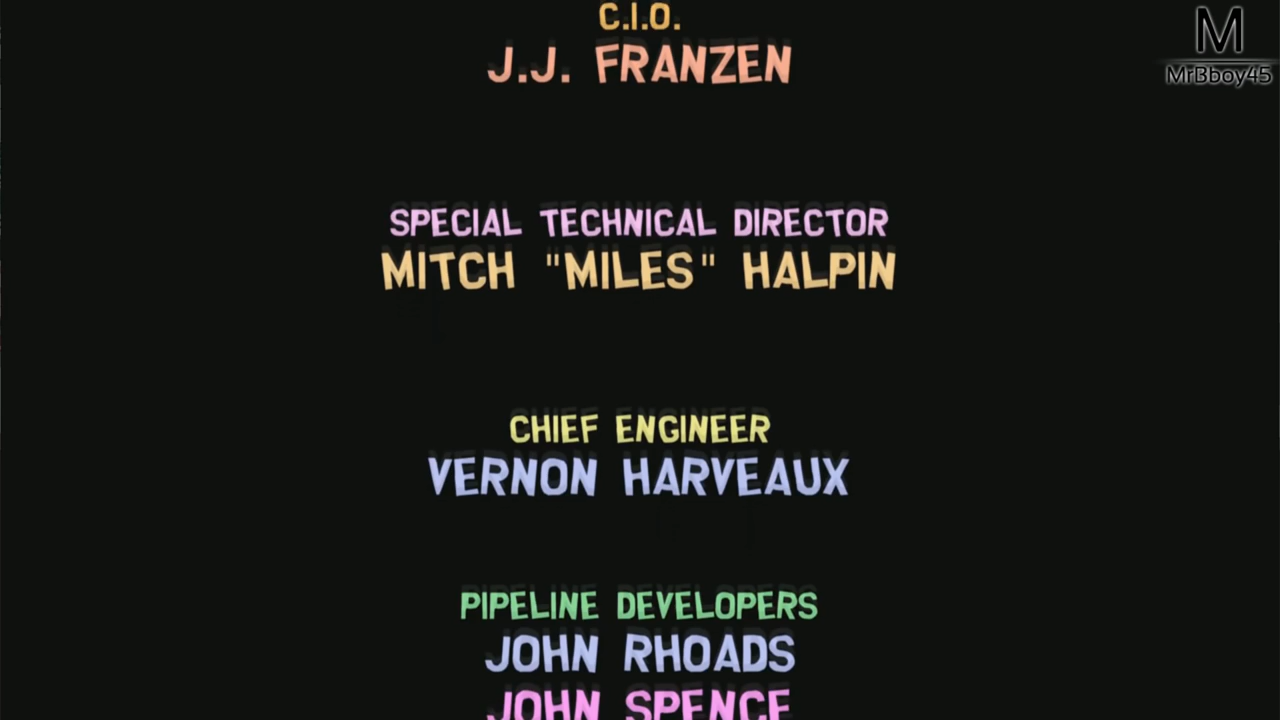 C.I.O.
M
J.J. FRANZEN
MrBboy45
SPECIAL TECHNICAL DIRECTOR
MITCH "MILES" HALPIN
CHIEF ENGINEER
VERNON HARVEAUX
PIPELINE DEVELOPERS
JOHN RHOADS
JOHN SPENCE